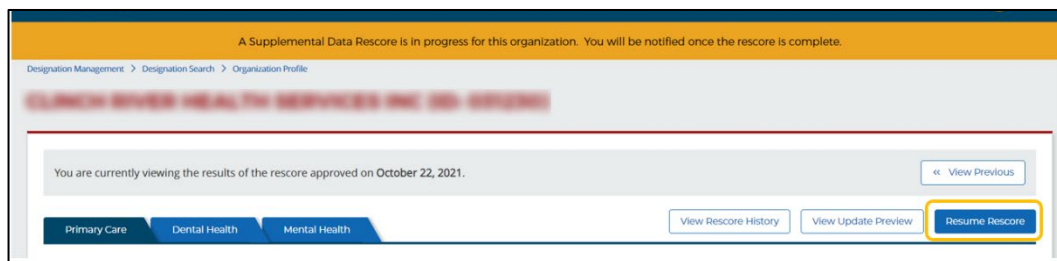 A Supplemental Data Rescore is in progress for this organization. You will be notified once the rescore is complete.
Designation Management > Designation Search > Organization Profile
You are currently viewing the results of the rescore approved on October 22, 2021.
« View Previous
Primary Care
Dental Health
Mental Health
View Rescore History
View Update Preview
Resume Rescore